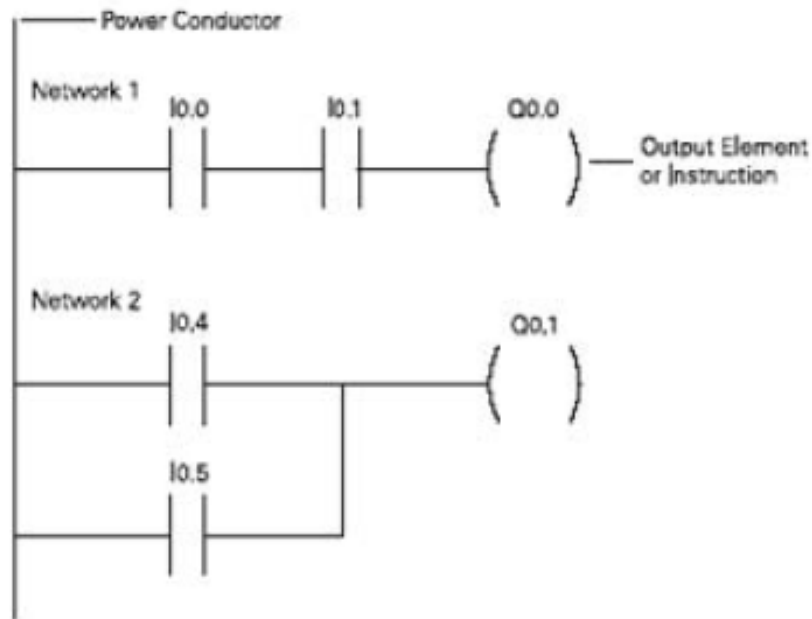 Power Conductor
Network 1
I0.0
I0.1
Q0.0
Output Element
or Instruction
Network 2
I0.4
Q0.1
I0.5